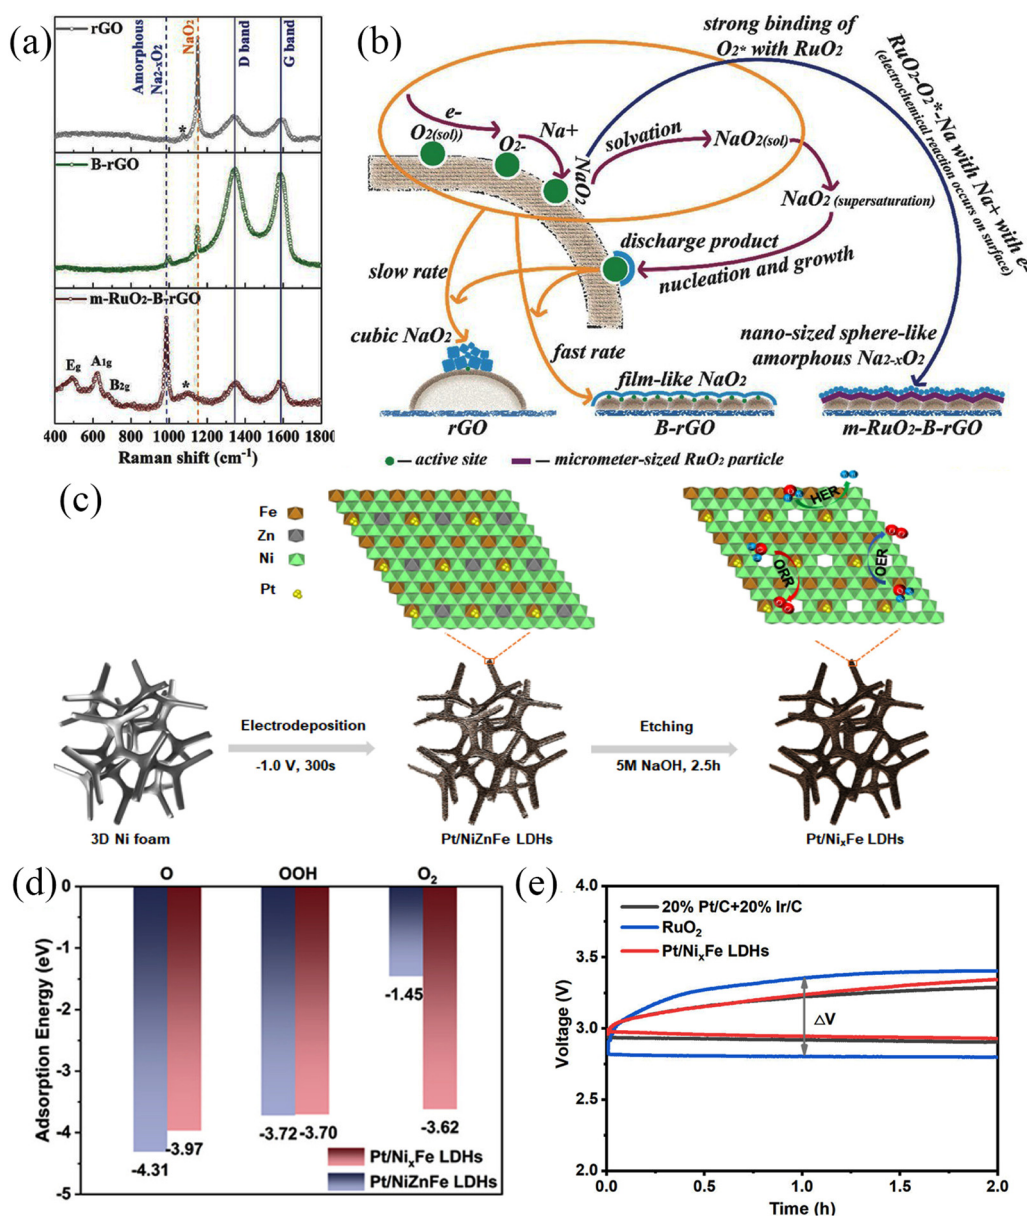 (a)
rGO
Amorphous
Na2-xO2
NaO2
D band
G band
*
B-rGO
m-RuO2-B-rGO
Eg
A1g
B2g
*
400 600 800 1000 1200 1400 1600 1800
Raman shift (cm-1)
(b)
strong binding of
O2* with RuO2
RuO2-O2*-Na with Na+ with e-
(electrochemical reaction occurs on surface)
e-
O2(sol))
O2-
Na+
NaO2
solvation
NaO2(sol)
NaO2 (supersaturation)
discharge product
nucleation and growth
slow rate
cubic NaO2
fast rate
film-like NaO2
nano-sized sphere-like
amorphous Na2-xO2
rGO
B-rGO
m-RuO2-B-rGO
— active site
— micrometer-sized RuO2 particle
(c)
Fe
Zn
Ni
Pt
HER
OER
ORR
Electrodeposition
-1.0 V, 300s
Etching
5M NaOH, 2.5h
3D Ni foam
Pt/NiZnFe LDHs
Pt/NixFe LDHs
(d)
O
OOH
O2
0
-1
-2
-3
-4
-5
Adsorption Energy (eV)
-4.31
-3.97
-3.72
-3.70
-1.45
-3.62
Pt/NixFe LDHs
Pt/NiZnFe LDHs
(e)
4.0
3.5
3.0
2.5
2.0
Voltage (V)
20% Pt/C+20% Ir/C
RuO2
Pt/NixFe LDHs
△V
0.0 0.5 1.0 1.5 2.0
Time (h)